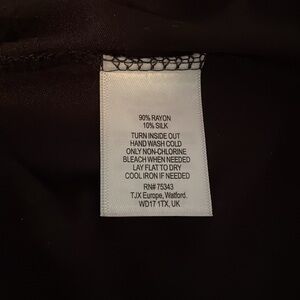 90% RAYON
10% SILK
TURN INSIDE OUT
HAND WASH COLD
ONLY NON-CHLORINE
BLEACH WHEN NEEDED
LAY FLAT TO DRY
COOL IRON IF NEEDED
RN# 75343
TJX Europe, Watford.
WD17 1TX, UK